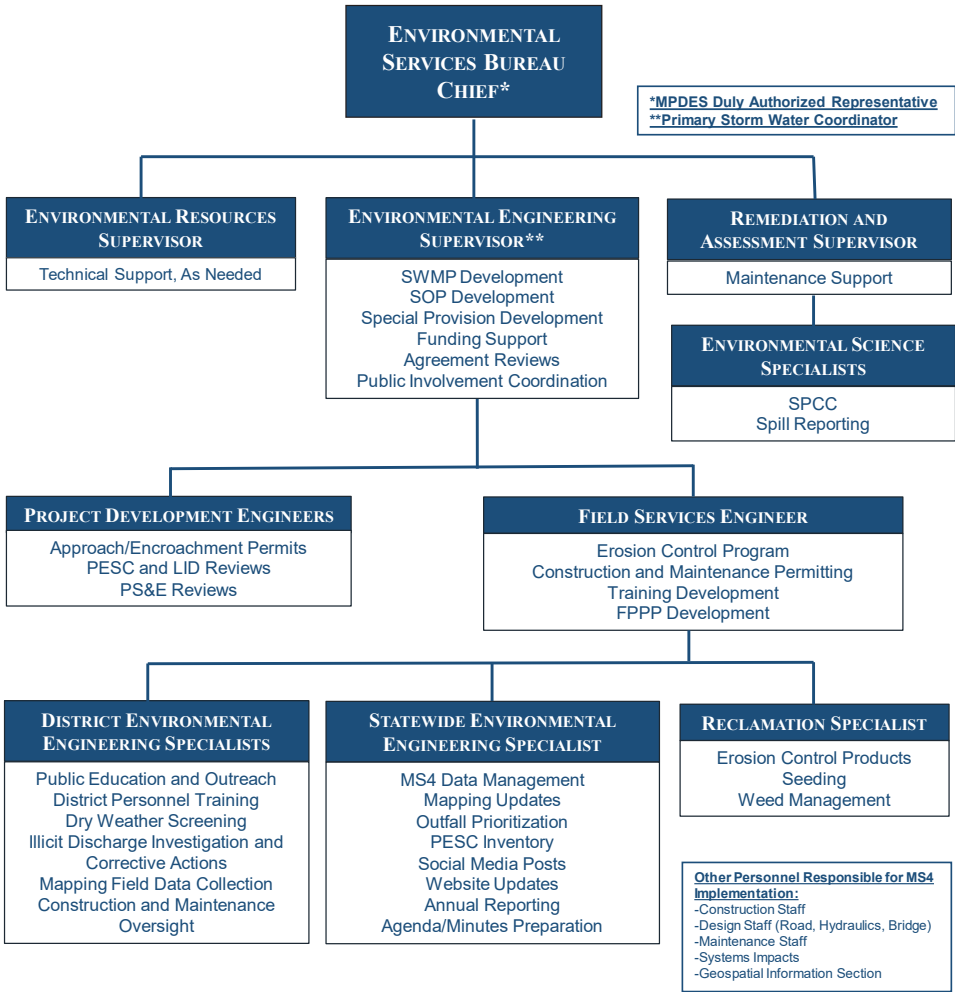 ENVIRONMENTAL
SERVICES BUREAU
CHIEF*
*MPDES Duly Authorized Representative
**Primary Storm Water Coordinator
ENVIRONMENTAL RESOURCES
SUPERVISOR
Technical Support, As Needed
ENVIRONMENTAL ENGINEERING
SUPERVISOR**
SWMP Development
SOP Development
Special Provision Development
Funding Support
Agreement Reviews
Public Involvement Coordination
REMEDIATION AND
ASSESSMENT SUPERVISOR
Maintenance Support
ENVIRONMENTAL SCIENCE
SPECIALISTS
SPCC
Spill Reporting
PROJECT DEVELOPMENT ENGINEERS
Approach/Encroachment Permits
PESC and LID Reviews
PS&E Reviews
FIELD SERVICES ENGINEER
Erosion Control Program
Construction and Maintenance Permitting
Training Development
FPPP Development
DISTRICT ENVIRONMENTAL
ENGINEERING SPECIALISTS
Public Education and Outreach
District Personnel Training
Dry Weather Screening
Illicit Discharge Investigation and
Corrective Actions
Mapping Field Data Collection
Construction and Maintenance
Oversight
STATEWIDE ENVIRONMENTAL
ENGINEERING SPECIALIST
MS4 Data Management
Mapping Updates
Outfall Prioritization
PESC Inventory
Social Media Posts
Website Updates
Annual Reporting
Agenda/Minutes Preparation
RECLAMATION SPECIALIST
Erosion Control Products
Seeding
Weed Management
Other Personnel Responsible for MS4
Implementation:
-Construction Staff
-Design Staff (Road, Hydraulics, Bridge)
-Maintenance Staff
-Systems Impacts
-Geospatial Information Section